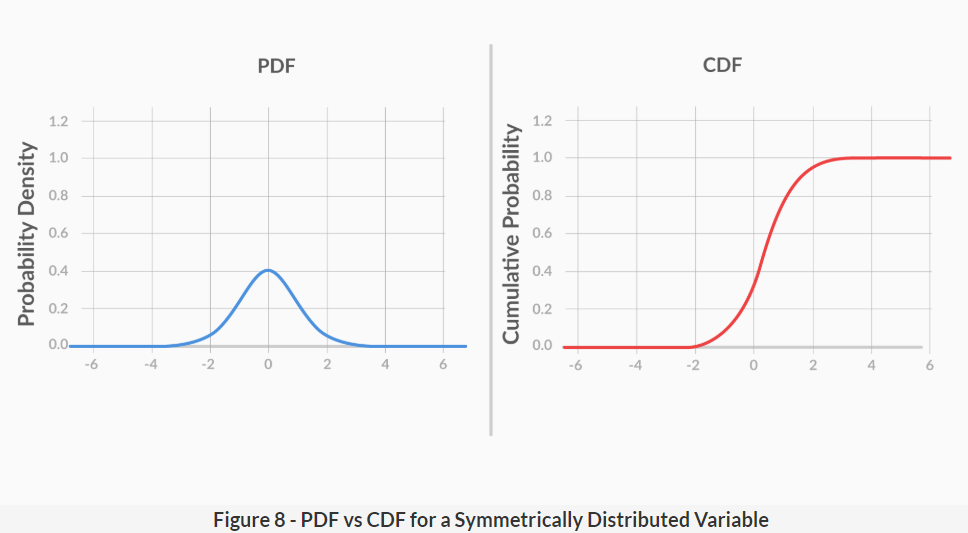 PDF
Probability Density
1.2
1.0
0.8
0.6
0.4
0.2
0.0
-6 -4 -2 0 2 4 6
CDF
Cumulative Probability
1.2
1.0
0.8
0.6
0.4
0.2
0.0
-6 -4 -2 0 2 4 6
Figure 8 - PDF vs CDF for a Symmetrically Distributed Variable